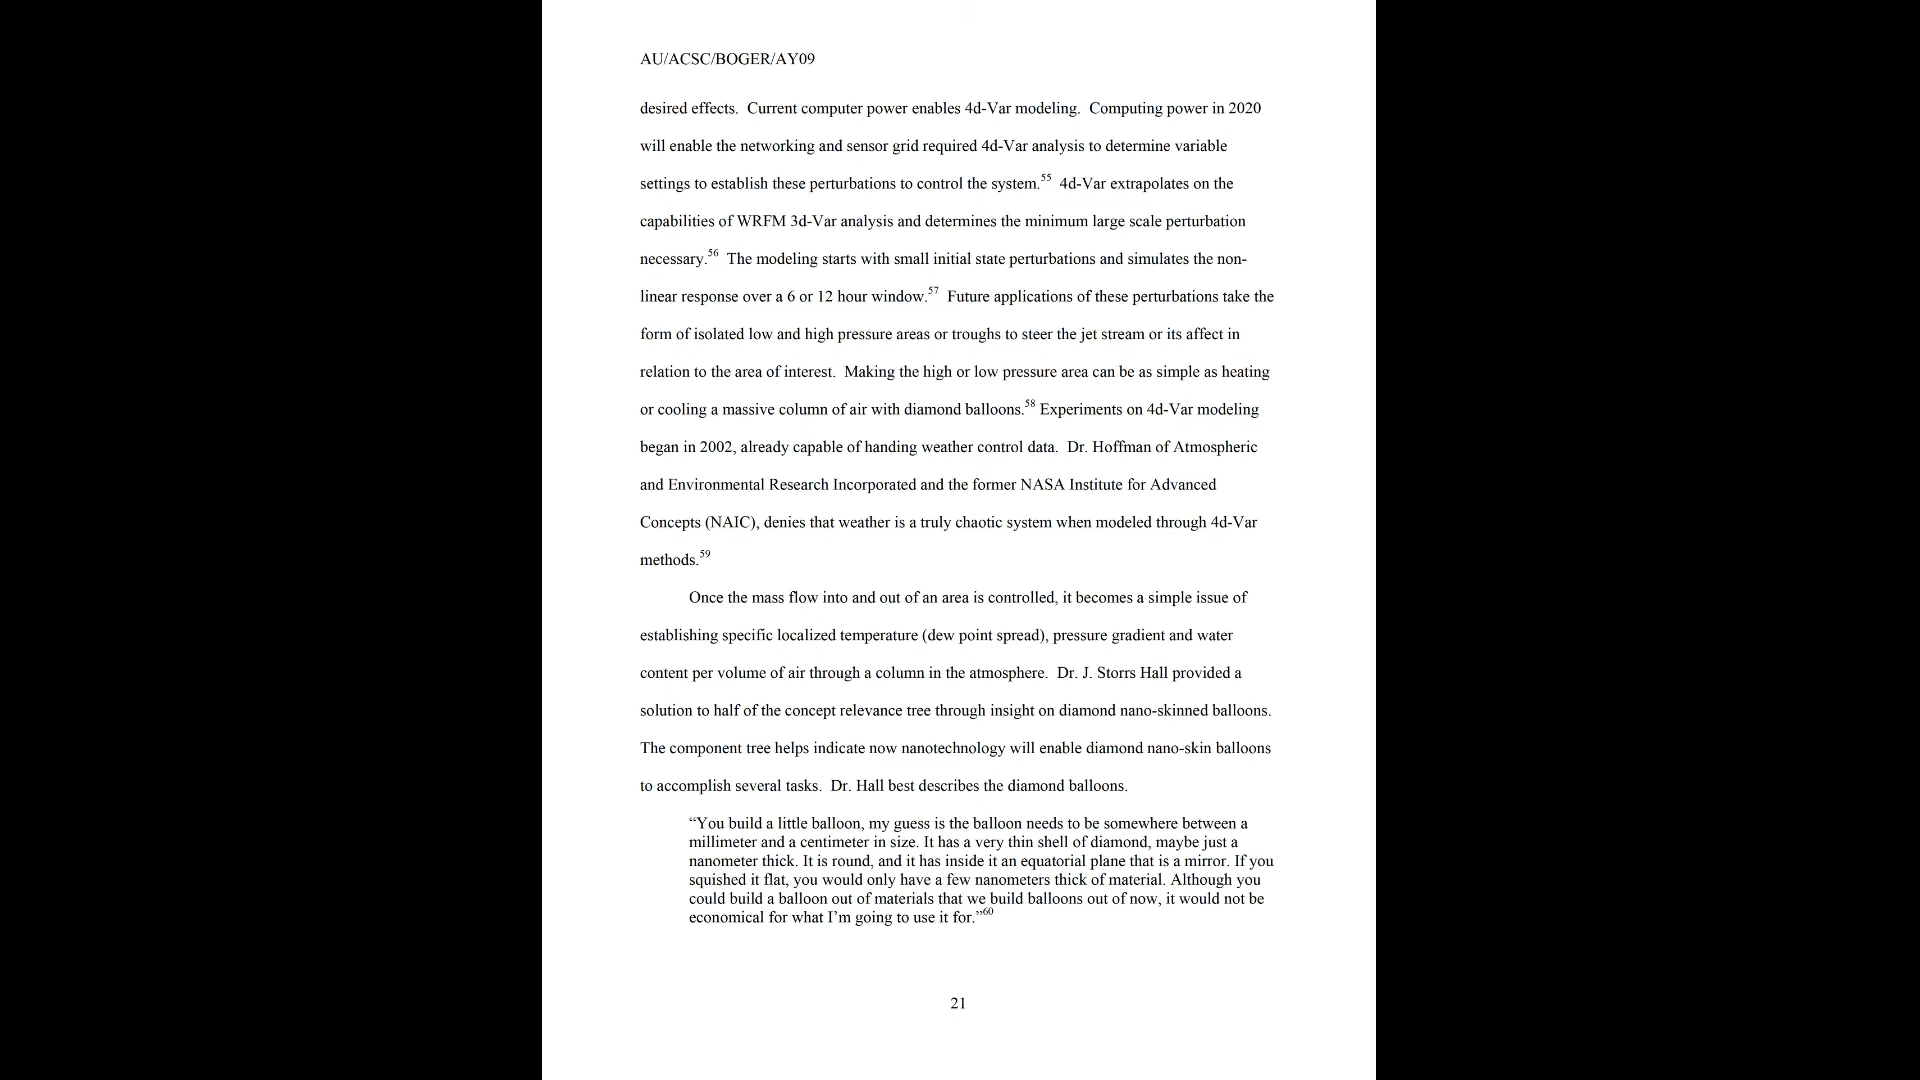 AU/ACSC/BOGER/AY09
desired effects.  Current computer power enables 4d-Var modeling.  Computing power in 2020
will enable the networking and sensor grid required 4d-Var analysis to determine variable
settings to establish these perturbations to control the system.55  4d-Var extrapolates on the
capabilities of WRFM 3d-Var analysis and determines the minimum large scale perturbation
necessary.56  The modeling starts with small initial state perturbations and simulates the non-
linear response over a 6 or 12 hour window.57  Future applications of these perturbations take the
form of isolated low and high pressure areas or troughs to steer the jet stream or its affect in
relation to the area of interest.  Making the high or low pressure area can be as simple as heating
or cooling a massive column of air with diamond balloons.58 Experiments on 4d-Var modeling
began in 2002, already capable of handing weather control data.  Dr. Hoffman of Atmospheric
and Environmental Research Incorporated and the former NASA Institute for Advanced
Concepts (NAIC), denies that weather is a truly chaotic system when modeled through 4d-Var
methods.59
Once the mass flow into and out of an area is controlled, it becomes a simple issue of
establishing specific localized temperature (dew point spread), pressure gradient and water
content per volume of air through a column in the atmosphere.  Dr. J. Storrs Hall provided a
solution to half of the concept relevance tree through insight on diamond nano-skinned balloons.
The component tree helps indicate now nanotechnology will enable diamond nano-skin balloons
to accomplish several tasks.  Dr. Hall best describes the diamond balloons.
“You build a little balloon, my guess is the balloon needs to be somewhere between a
millimeter and a centimeter in size. It has a very thin shell of diamond, maybe just a
nanometer thick. It is round, and it has inside it an equatorial plane that is a mirror. If you
squished it flat, you would only have a few nanometers thick of material. Although you
could build a balloon out of materials that we build balloons out of now, it would not be
economical for what I’m going to use it for.”60
21